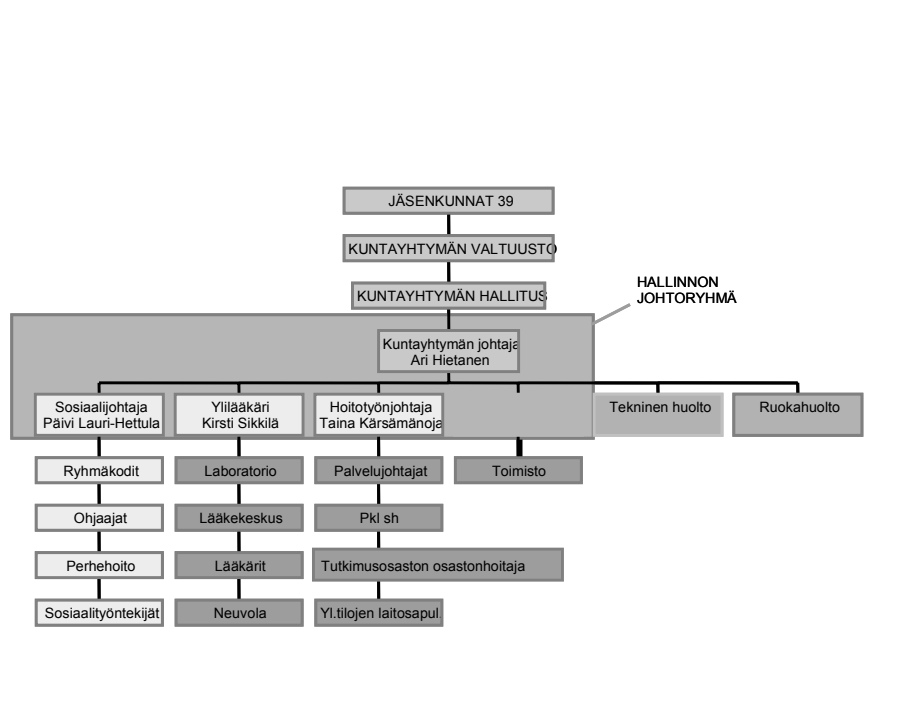 JÄSENKUNNAT 39
KUNTAYHTYMÄN VALTUUSTO
KUNTAYHTYMÄN HALLITUS
HALLINNON
JOHTORYHMÄ
Kuntayhtymän johtaja
Ari Hietanen
Sosiaalijohtaja
Päivi Lauri-Hettula
Ylilääkäri
Kirsti Sikkilä
Hoitotyönjohtaja
Taina Kärsämänoja
Tekninen huolto
Ruokahuolto
Ryhmäkodit
Laboratorio
Palvelujohtajat
Toimisto
Ohjaajat
Lääkekeskus
Pkl sh
Perhehoito
Lääkärit
Tutkimusosaston osastonhoitaja
Sosiaalityöntekijät
Neuvola
Yl.tilojen laitosapul